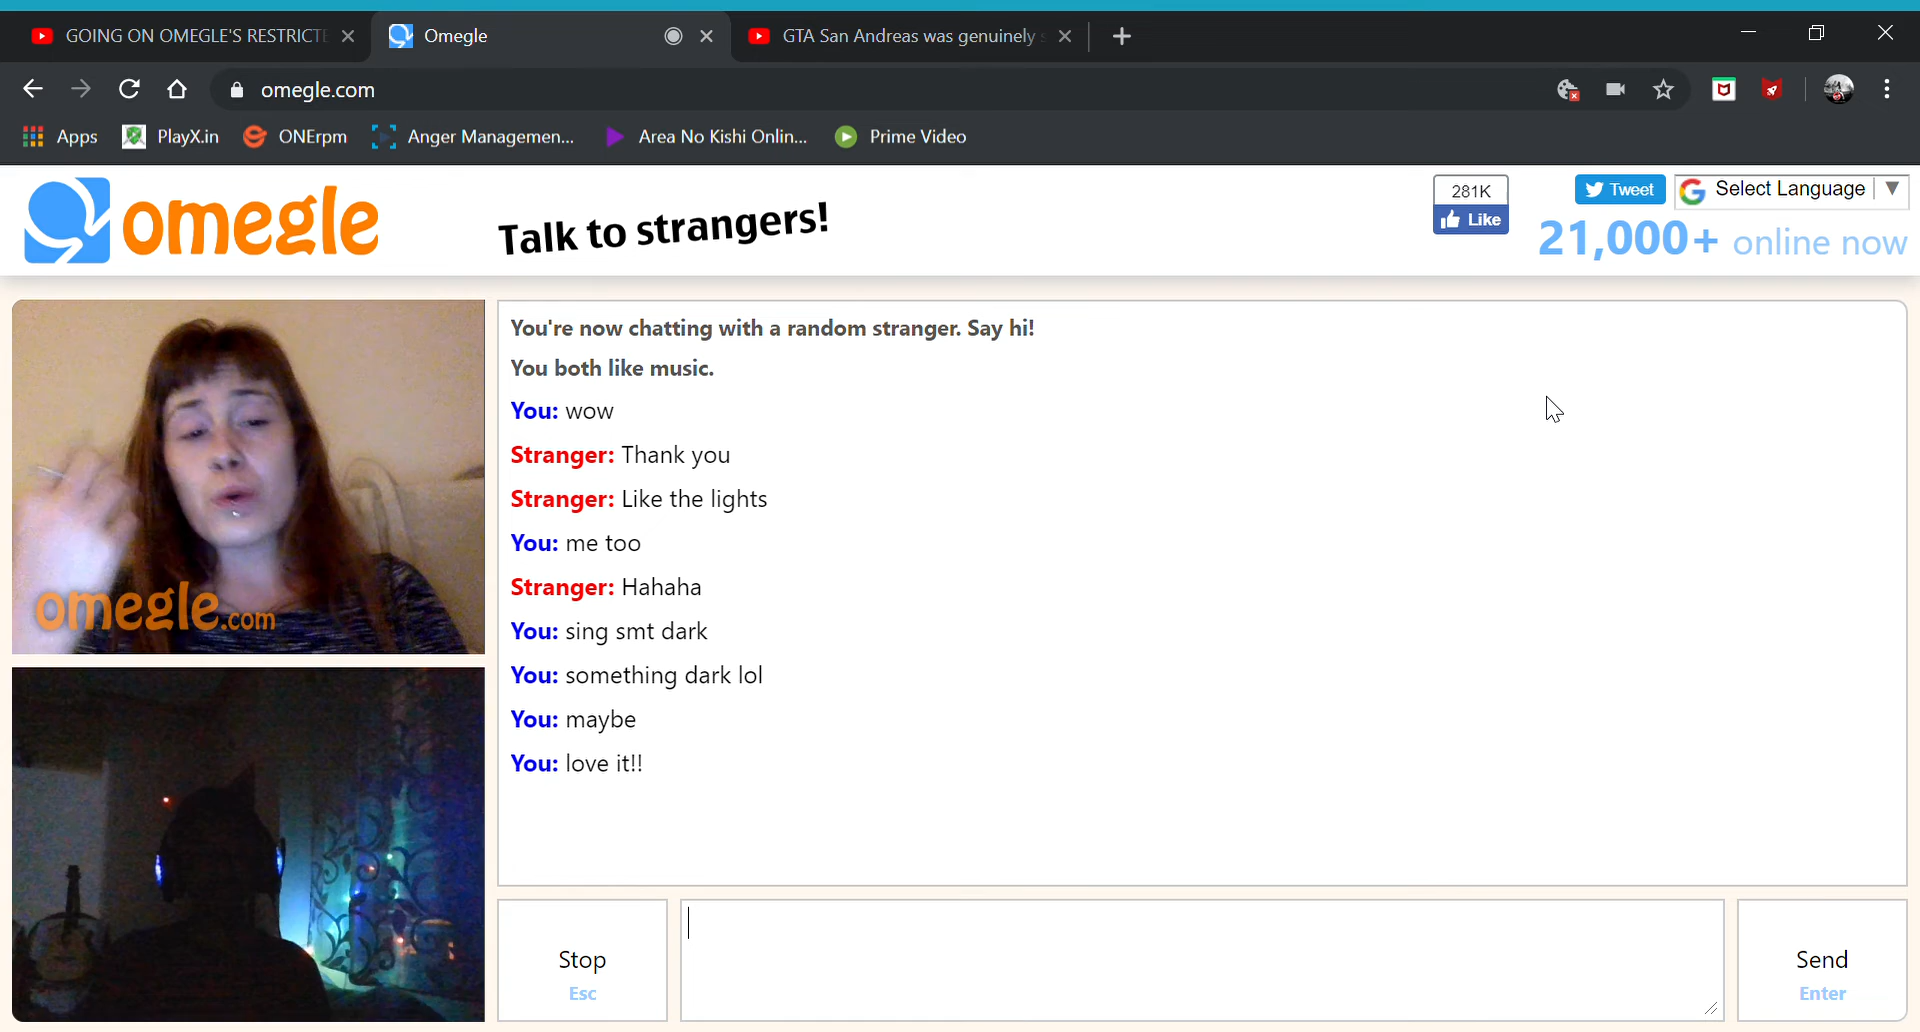 GOING ON OMEGLE'S RESTRICTE
Omegle
GTA San Andreas was genuinely s
omegle.com
Apps
PlayX.in
ONErpm
Anger Managemen...
Area No Kishi Onlin...
Prime Video
omegle
Talk to strangers!
281K
Like
Tweet
Select Language
21,000+ online now
omegle.com
You're now chatting with a random stranger. Say hi!
You both like music.
You: wow
Stranger: Thank you
Stranger: Like the lights
You: me too
Stranger: Hahaha
You: sing smt dark
You: something dark lol
You: maybe
You: love it!!
Stop
Esc
Send
Enter